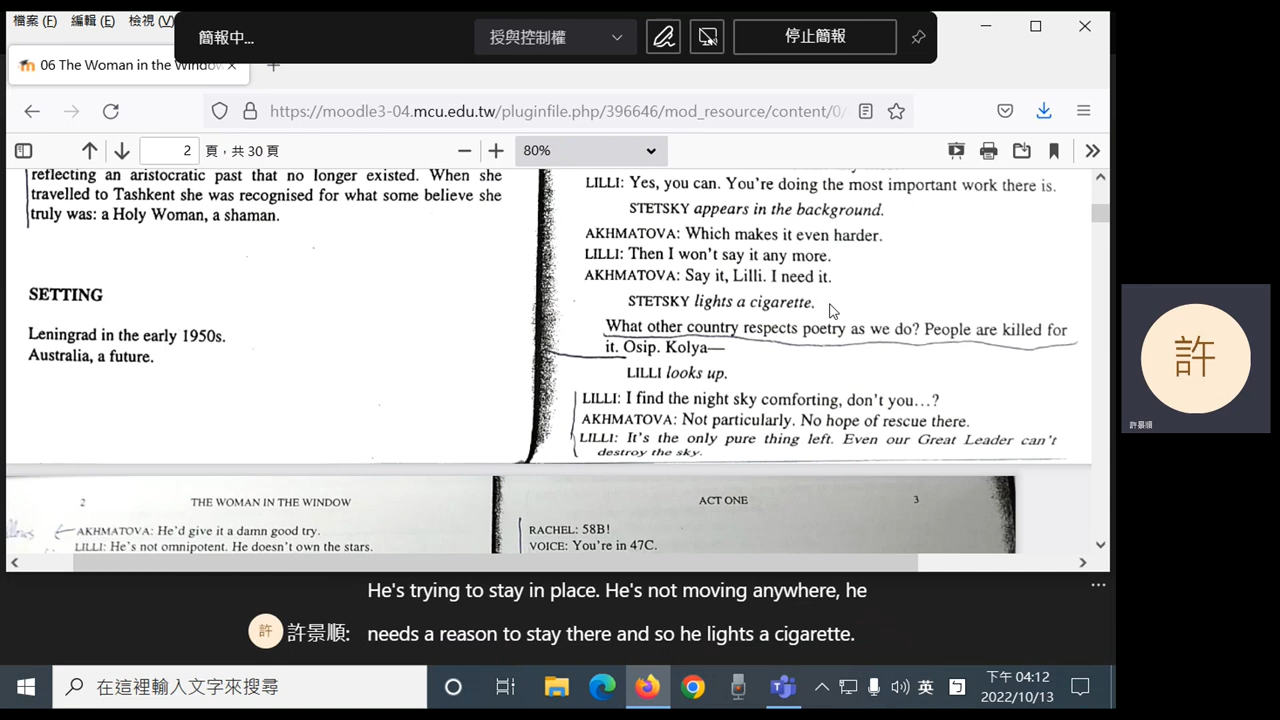 檔案 (F) 編輯 (E) 檢視 (V)
簡報中...
授與控制權
停止簡報
06 The Woman in the Window
https://moodle3-04.mcu.edu.tw/pluginfile.php/396646/mod_resource/content/0/
2 頁，共 30 頁
80%
reflecting an aristocratic past that no longer existed. When she
travelled to Tashkent she was recognised for what some believe she
truly was: a Holy Woman, a shaman.
SETTING
Leningrad in the early 1950s.
Australia, a future.
LILLI: Yes, you can. You're doing the most important work there is.
STETSKY appears in the background.
AKHMATOVA: Which makes it even harder.
LILLI: Then I won't say it any more.
AKHMATOVA: Say it, Lilli. I need it.
STETSKY lights a cigarette.
What other country respects poetry as we do? People are killed for
it. Osip. Kolya—
LILLI looks up.
LILLI: I find the night sky comforting, don't you...?
AKHMATOVA: Not particularly. No hope of rescue there.
LILLI: It's the only pure thing left. Even our Great Leader can't
destroy the sky.
2 THE WOMAN IN THE WINDOW
AKHMATOVA: He'd give it a damn good try.
LILLI: He's not omnipotent. He doesn't own the stars.
ACT ONE 3
RACHEL: 58B!
VOICE: You're in 47C.
許
許景順
He's trying to stay in place. He's not moving anywhere, he
許 許景順: needs a reason to stay there and so he lights a cigarette.
在這裡輸入文字來搜尋
英
下午 04:12
2022/10/13